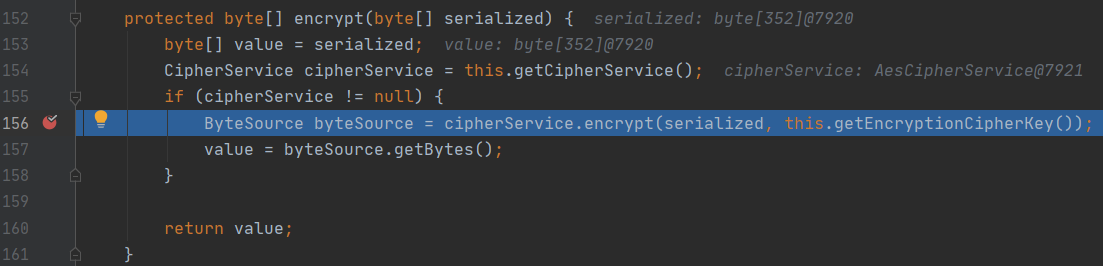 152 protected byte[] encrypt(byte[] serialized) { serialized: byte[352]@7920
153 byte[] value = serialized; value: byte[352]@7920
154 CipherService cipherService = this.getCipherService(); cipherService: AesCipherService@7921
155 if (cipherService != null) {
156 ByteSource byteSource = cipherService.encrypt(serialized, this.getEncryptionCipherKey());
157 value = byteSource.getBytes();
158 }
159
160 return value;
161 }